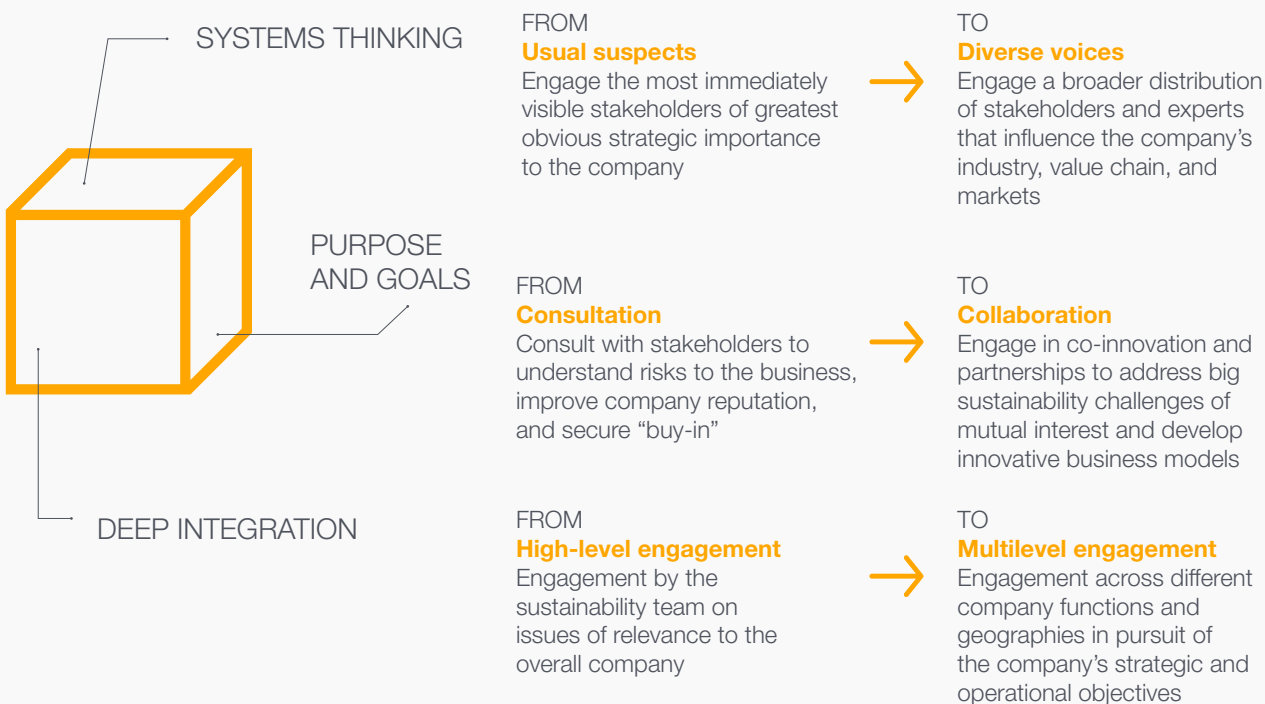 SYSTEMS THINKING
FROM
Usual suspects
Engage the most immediately
visible stakeholders of greatest
obvious strategic importance
to the company
TO
Diverse voices
Engage a broader distribution
of stakeholders and experts
that influence the company’s
industry, value chain, and
markets
PURPOSE
AND GOALS
FROM
Consultation
Consult with stakeholders to
understand risks to the business,
improve company reputation,
and secure “buy-in”
TO
Collaboration
Engage in co-innovation and
partnerships to address big
sustainability challenges of
mutual interest and develop
innovative business models
DEEP INTEGRATION
FROM
High-level engagement
Engagement by the
sustainability team on
issues of relevance to the
overall company
TO
Multilevel engagement
Engagement across different
company functions and
geographies in pursuit of
the company’s strategic and
operational objectives